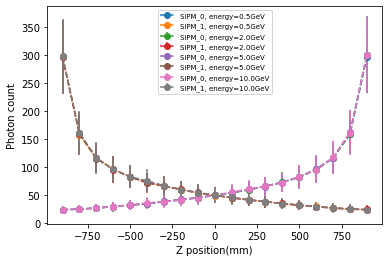 SIPM_0, energy=0.5GeV
SIPM_1, energy=0.5GeV
SIPM_0, energy=2.0GeV
SIPM_1, energy=2.0GeV
SIPM_0, energy=5.0GeV
SIPM_1, energy=5.0GeV
SIPM_0, energy=10.0GeV
SIPM_1, energy=10.0GeV
Photon count
350
300
250
200
150
100
50
0
−750 −500 −250 0 250 500 750
Z position(mm)